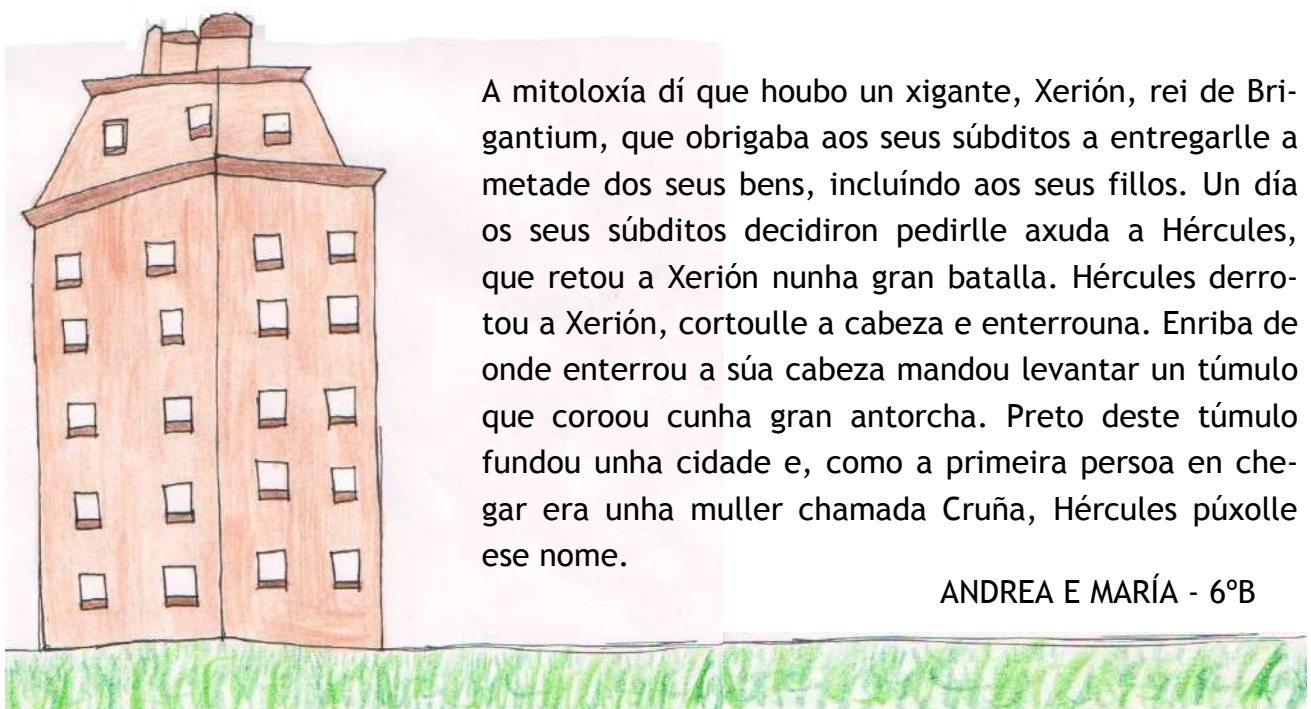 A mitoloxía dí que houbo un xigante, Xerión, rei de Bri-
gantium, que obrigaba aos seus súbditos a entregarlle a
metade dos seus bens, incluíndo aos seus fillos. Un día
os seus súbditos decidiron pedirlle axuda a Hércules,
que retou a Xerión nunha gran batalla. Hércules derro-
tou a Xerión, cortoulle a cabeza e enterrouna. Enriba de
onde enterrou a súa cabeza mandou levantar un túmulo
que coroou cunha gran antorcha. Preto deste túmulo
fundou unha cidade e, como a primeira persoa en che-
gar era unha muller chamada Cruña, Hércules púxolle
ese nome.
ANDREA E MARÍA - 6ºB